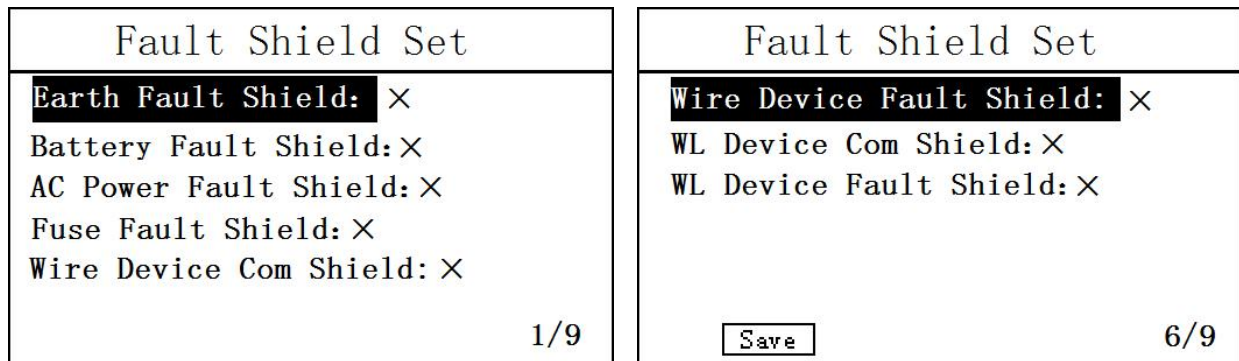 Fault Shield Set
Earth Fault Shield: ×
Battery Fault Shield: ×
AC Power Fault Shield: ×
Fuse Fault Shield: ×
Wire Device Com Shield: ×
1/9
Fault Shield Set
Wire Device Fault Shield: ×
WL Device Com Shield: ×
WL Device Fault Shield: ×
Save
6/9